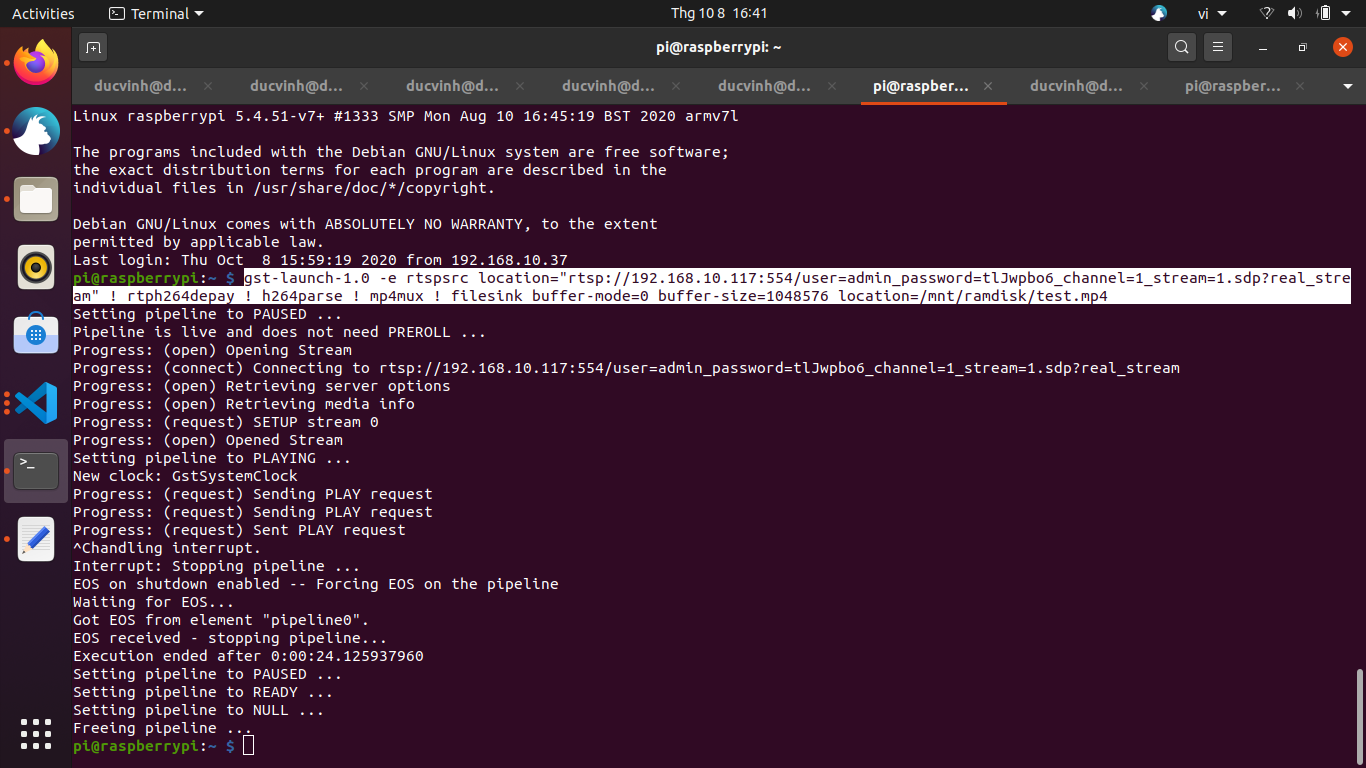 Activities
Terminal
Thg 10 8 16:41
vi
pi@raspberrypi: ~
ducvinh@d...
ducvinh@d...
ducvinh@d...
ducvinh@d...
ducvinh@d...
pi@raspber...
ducvinh@d...
pi@raspber...
Linux raspberrypi 5.4.51-v7+ #1333 SMP Mon Aug 10 16:45:19 BST 2020 armv7l
The programs included with the Debian GNU/Linux system are free software;
the exact distribution terms for each program are described in the
individual files in /usr/share/doc/*/copyright.
Debian GNU/Linux comes with ABSOLUTELY NO WARRANTY, to the extent
permitted by applicable law.
Last login: Thu Oct  8 15:59:19 2020 from 192.168.10.37
pi@raspberrypi:~ $ gst-launch-1.0 -e rtspsrc location="rtsp://192.168.10.117:554/user=admin_password=tlJwpbo6_channel=1_stream=1.sdp?real_stre
am" ! rtph264depay ! h264parse ! mp4mux ! filesink buffer-mode=0 buffer-size=1048576 location=/mnt/ramdisk/test.mp4
Setting pipeline to PAUSED ...
Pipeline is live and does not need PREROLL ...
Progress: (open) Opening Stream
Progress: (connect) Connecting to rtsp://192.168.10.117:554/user=admin_password=tlJwpbo6_channel=1_stream=1.sdp?real_stream
Progress: (open) Retrieving server options
Progress: (open) Retrieving media info
Progress: (request) SETUP stream 0
Progress: (open) Opened Stream
Setting pipeline to PLAYING ...
New clock: GstSystemClock
Progress: (request) Sending PLAY request
Progress: (request) Sending PLAY request
Progress: (request) Sent PLAY request
^Chandling interrupt.
Interrupt: Stopping pipeline ...
EOS on shutdown enabled -- Forcing EOS on the pipeline
Waiting for EOS...
Got EOS from element "pipeline0".
EOS received - stopping pipeline...
Execution ended after 0:00:24.125937960
Setting pipeline to PAUSED ...
Setting pipeline to READY ...
Setting pipeline to NULL ...
Freeing pipeline ...
pi@raspberrypi:~ $